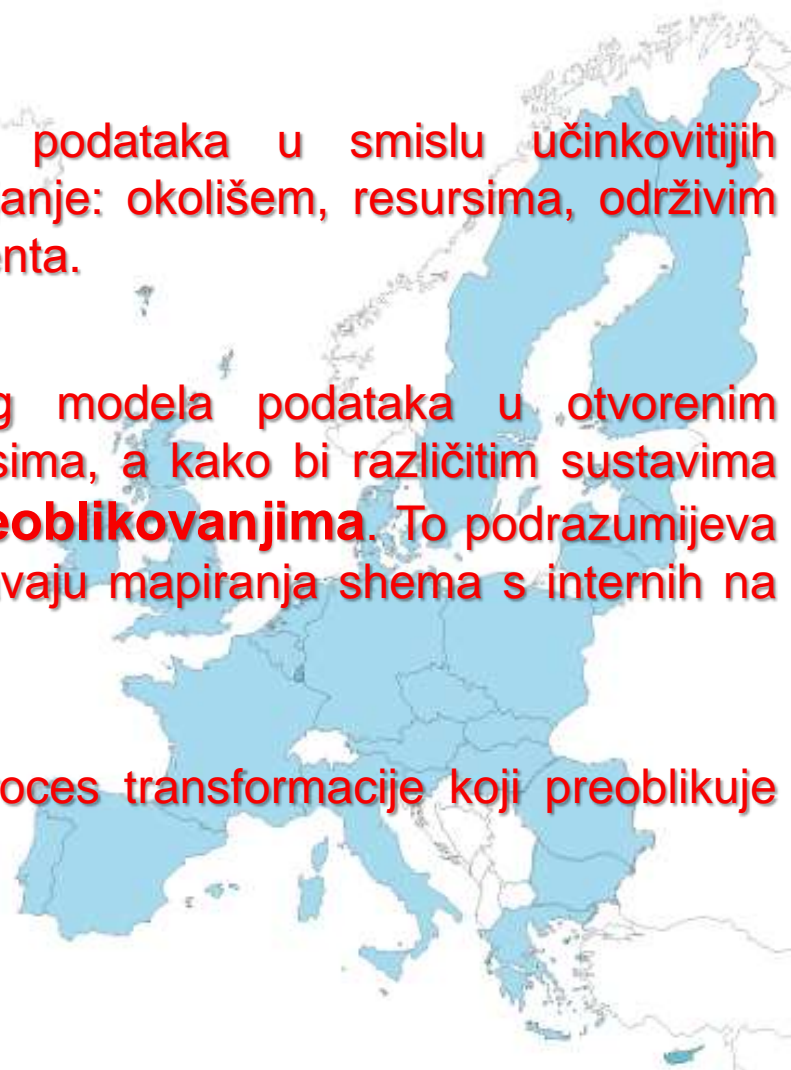 podataka u smislu učinkovitijih
anje: okolišem, resursima, održivim
enta.
g modela podataka u otvorenim
sima, a kako bi različitim sustavima
eoblikovanjima. To podrazumijeva
vaju mapiranja shema s internih na
oces transformacije koji preoblikuje